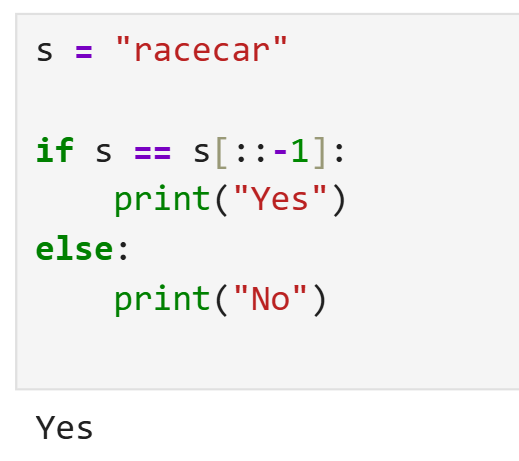 s = "racecar"

if s == s[::-1]:
    print("Yes")
else:
    print("No")

Yes